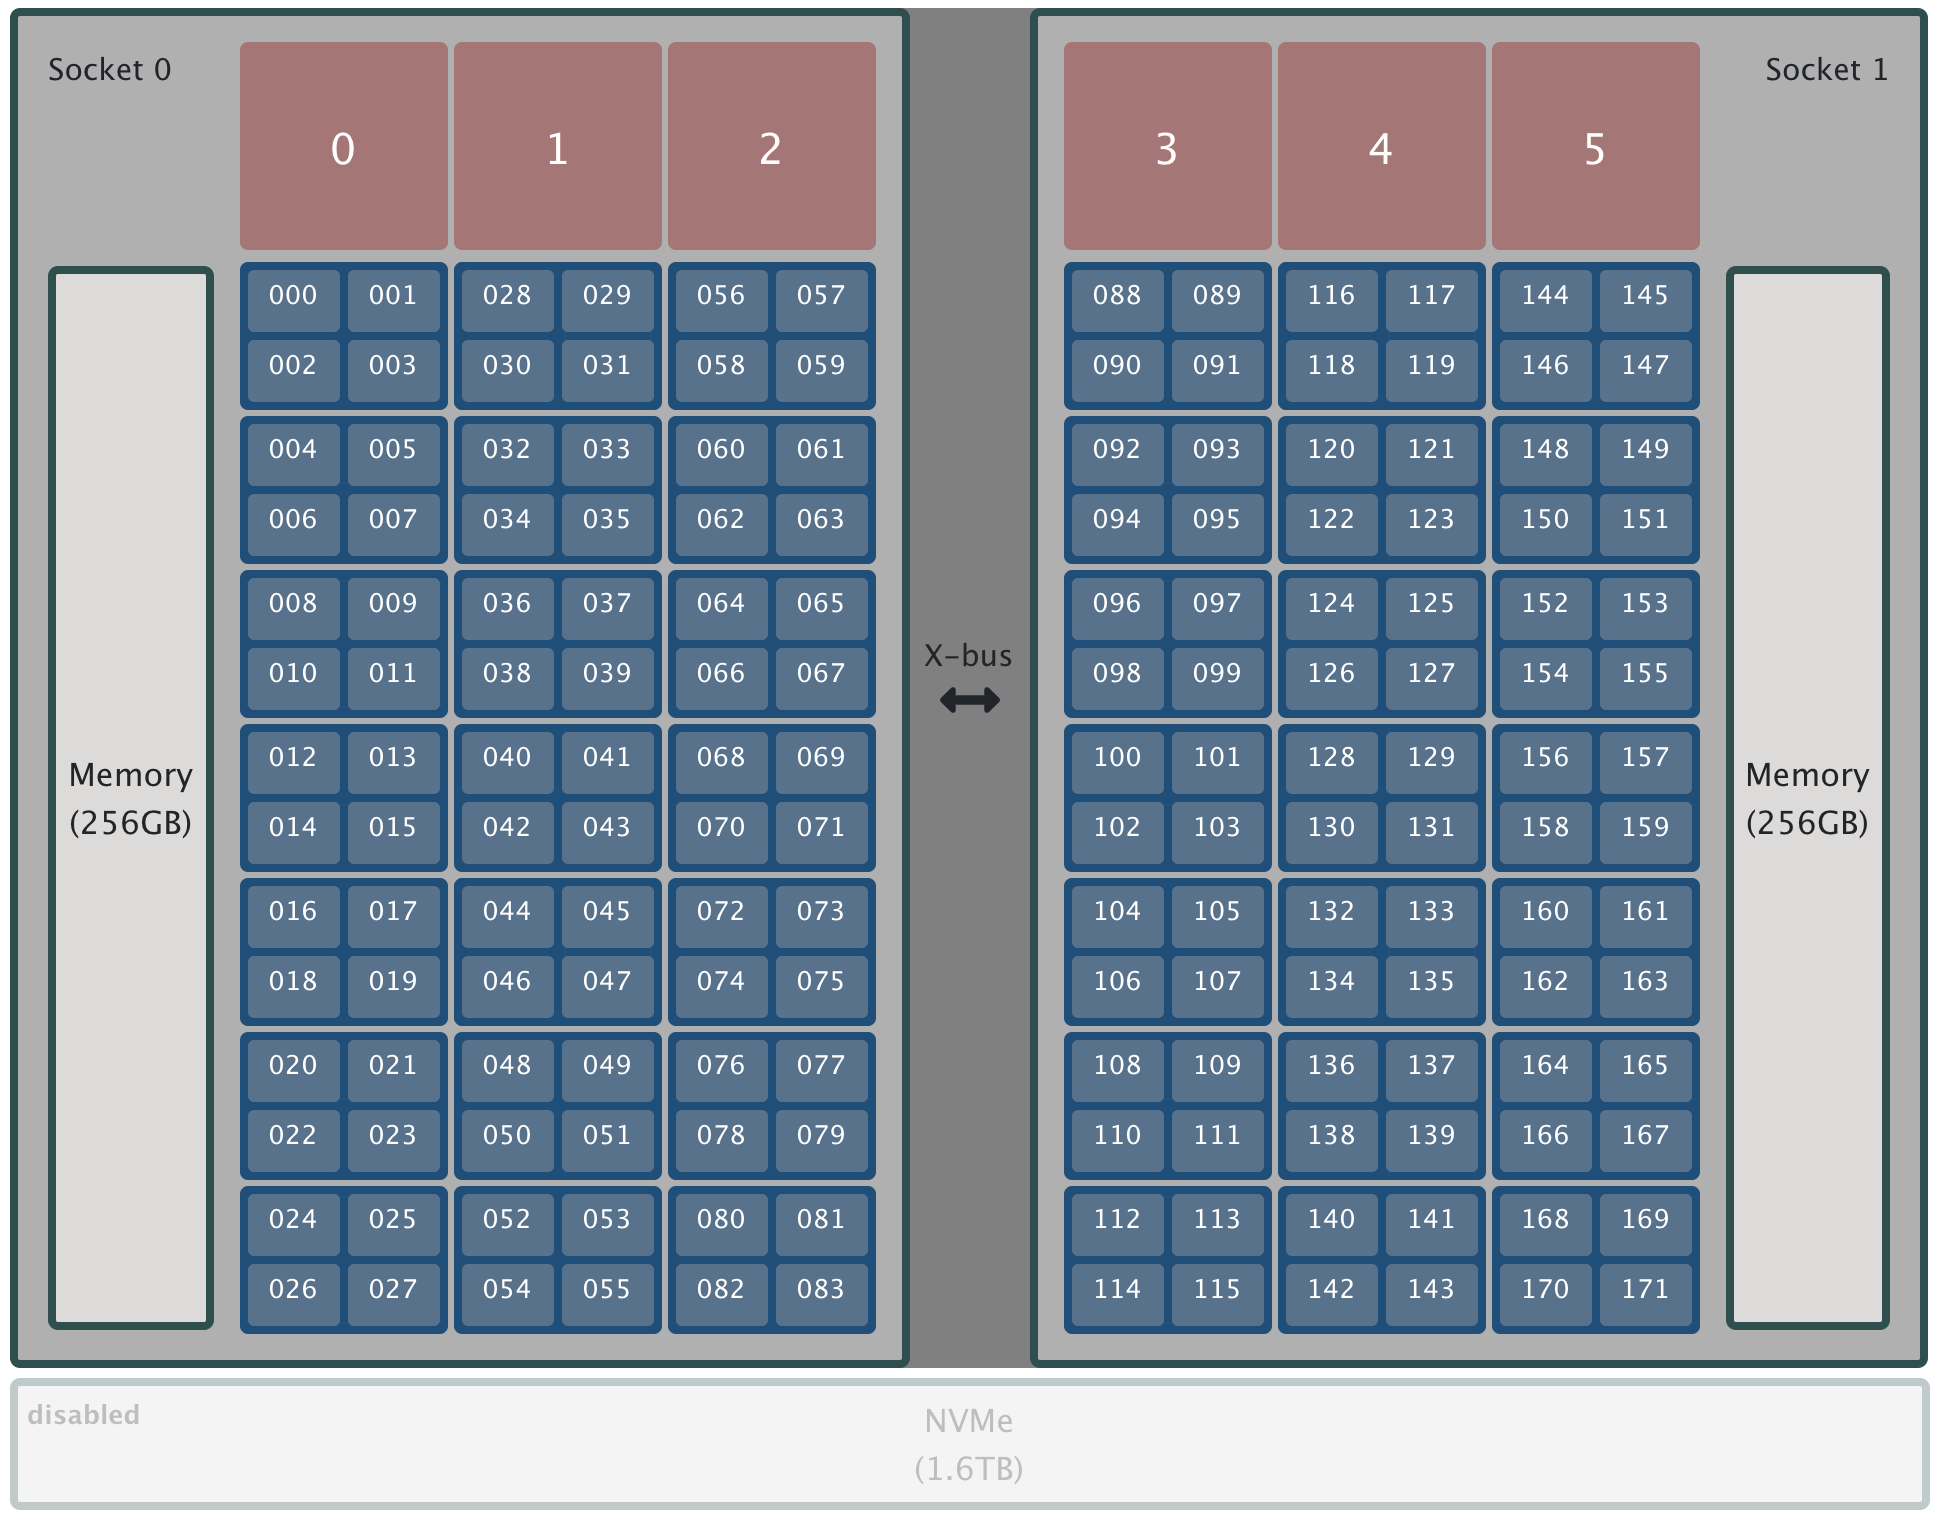 Socket 0
0 1 2
3 4 5
Socket 1
000 001 028 029 056 057
088 089 116 117 144 145
002 003 030 031 058 059
090 091 118 119 146 147
004 005 032 033 060 061
092 093 120 121 148 149
006 007 034 035 062 063
094 095 122 123 150 151
008 009 036 037 064 065
096 097 124 125 152 153
X-bus
010 011 038 039 066 067
098 099 126 127 154 155
012 013 040 041 068 069
100 101 128 129 156 157
Memory
(256GB)
014 015 042 043 070 071
102 103 130 131 158 159
Memory
(256GB)
016 017 044 045 072 073
104 105 132 133 160 161
018 019 046 047 074 075
106 107 134 135 162 163
020 021 048 049 076 077
108 109 136 137 164 165
022 023 050 051 078 079
110 111 138 139 166 167
024 025 052 053 080 081
112 113 140 141 168 169
026 027 054 055 082 083
114 115 142 143 170 171
disabled
NVMe
(1.6TB)